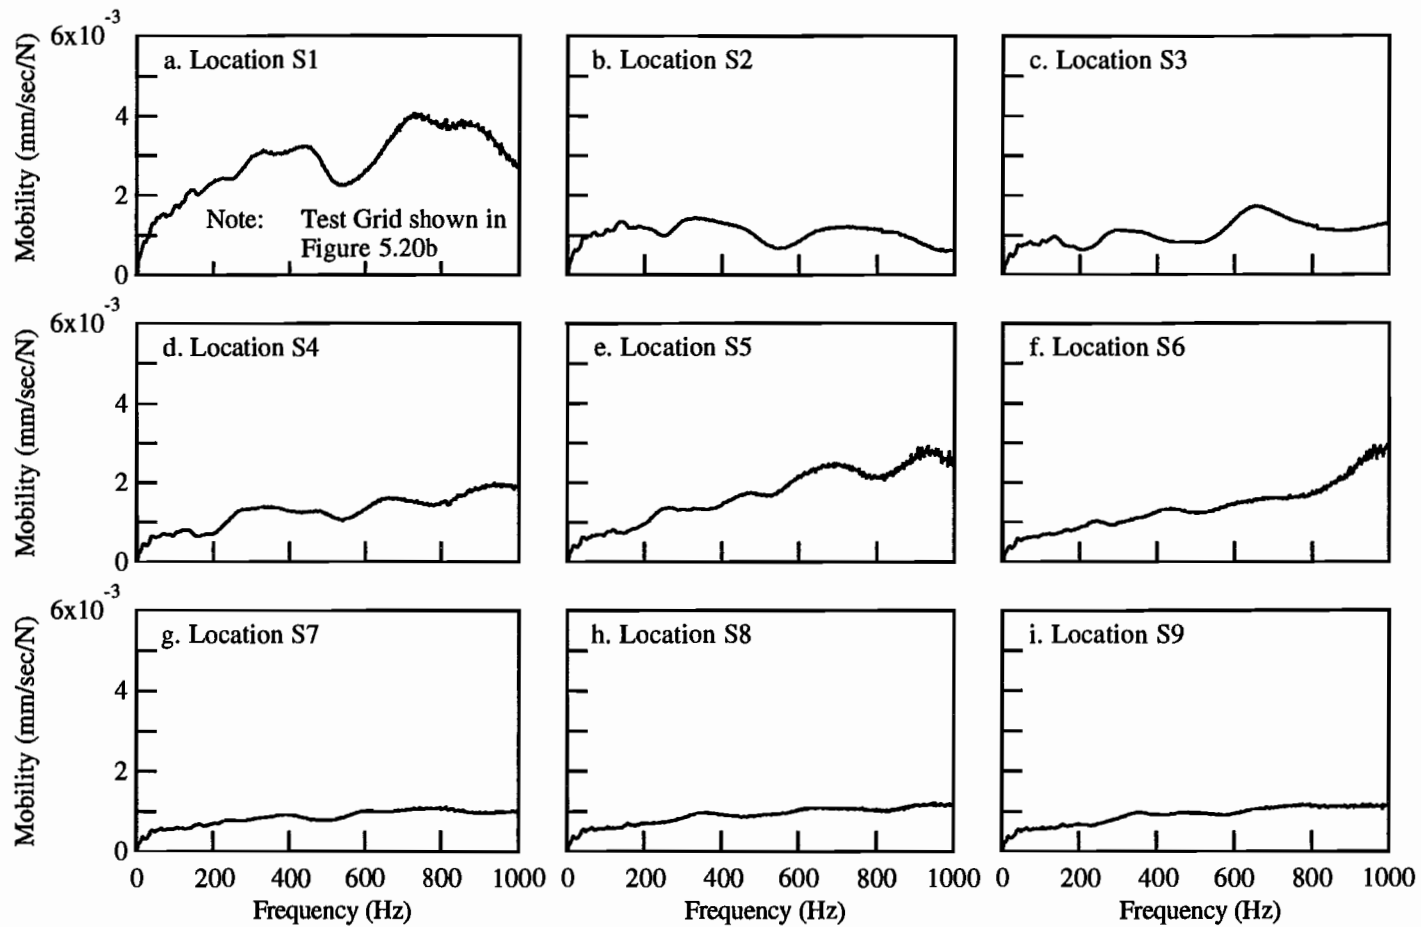 6x10-3
Mobility (mm/sec/N)
4
2
0
a. Location S1
Note: Test Grid shown in
Figure 5.20b
b. Location S2
c. Location S3
6x10-3
Mobility (mm/sec/N)
4
2
0
d. Location S4
e. Location S5
f. Location S6
6x10-3
Mobility (mm/sec/N)
4
2
0
g. Location S7
h. Location S8
i. Location S9
0 200 400 600 800 1000
Frequency (Hz)
0 200 400 600 800 1000
Frequency (Hz)
0 200 400 600 800 1000
Frequency (Hz)